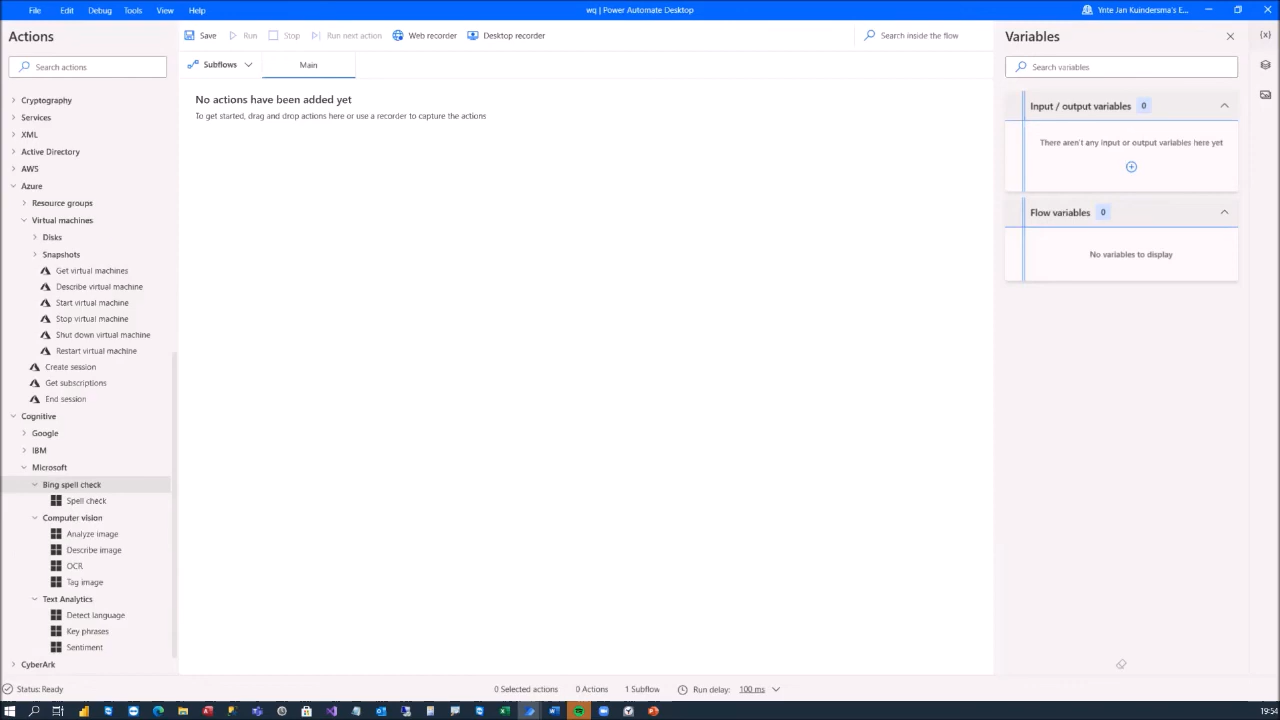 File Edit Debug Tools View Help
wq | Power Automate Desktop
Ynte Jan Kuindersma's E...
Actions
Search actions
Cryptography
Services
XML
Active Directory
AWS
Azure
Resource groups
Virtual machines
Disks
Snapshots
Get virtual machines
Describe virtual machine
Start virtual machine
Stop virtual machine
Shut down virtual machine
Restart virtual machine
Create session
Get subscriptions
End session
Cognitive
Google
IBM
Microsoft
Bing spell check
Spell check
Computer vision
Analyze image
Describe image
OCR
Tag image
Text Analytics
Detect language
Key phrases
Sentiment
CyberArk
Save Run Stop Run next action Web recorder Desktop recorder
Search inside the flow
Subflows
Main
No actions have been added yet
To get started, drag and drop actions here or use a recorder to capture the actions
Variables
{x}
Search variables
Input / output variables 0
There aren't any input or output variables here yet
Flow variables 0
No variables to display
Status: Ready
0 Selected actions 0 Actions 1 Subflow Run delay: 100 ms
19:54